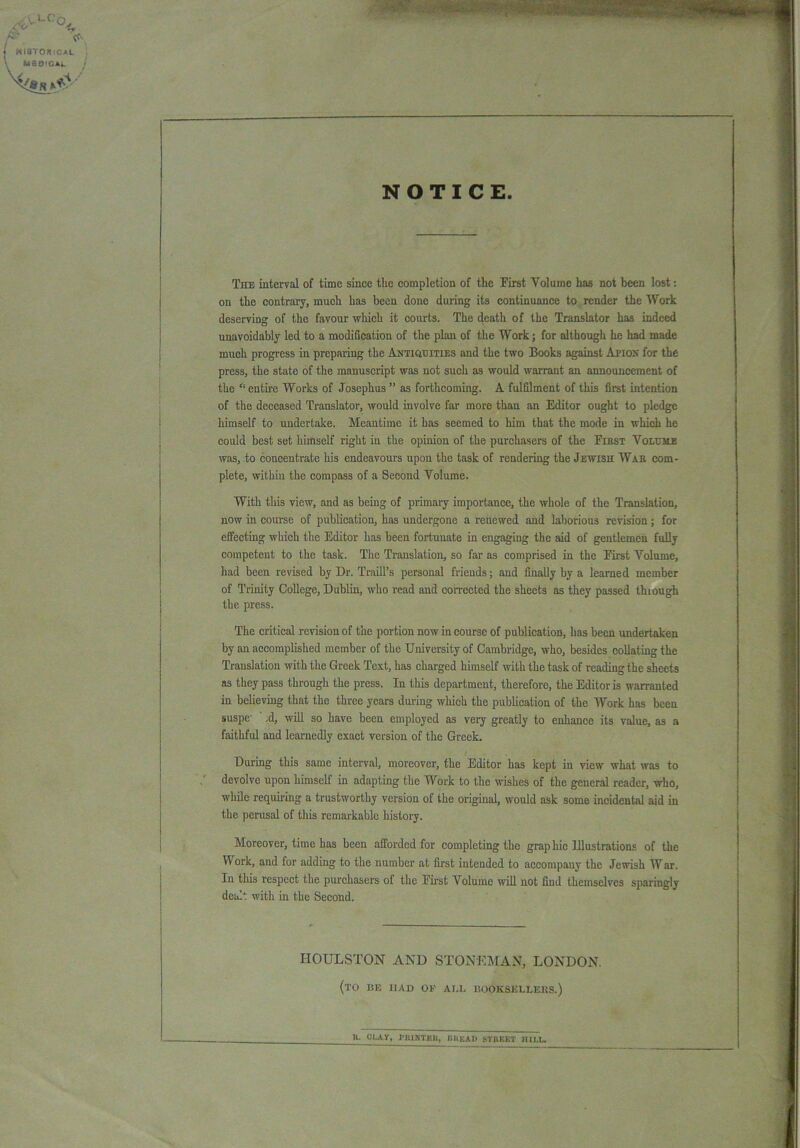 WELLCOME
HISTORICAL
MEDICAL
LIBRARY
NOTICE.
THE interval of time since the completion of the First Volume has not been lost:
on the contrary, much has been done during its continuance to render the Work
deserving of the favour which it courts. The death of the Translator has indeed
unavoidably led to a modification of the plan of the Work; for although he had made
much progress in preparing the ANTIQUITIES and the two Books against APION for the
press, the state of the manuscript was not such as would warrant an announcement of
the “entire Works of Josephus” as forthcoming. A fulfilment of this first intention
of the deceased Translator, would involve far more than an Editor ought to pledge
himself to undertake. Meantime it has seemed to him that the mode in which he
could best set himself right in the opinion of the purchasers of the FIRST VOLUME
was, to concentrate his endeavours upon the task of rendering the JEWISH WAR com-
plete, within the compass of a Second Volume.
With this view, and as being of primary importance, the whole of the Translation,
now in course of publication, has undergone a renewed and laborious revision; for
effecting which the Editor has been fortunate in engaging the aid of gentlemen fully
competent to the task. The Translation, so far as comprised in the First Volume,
had been revised by Dr. Traill’s personal friends; and finally by a learned member
of Trinity College, Dublin, who read and corrected the sheets as they passed through
the press.
The critical revision of the portion now in course of publication, has been undertaken
by an accomplished member of the University of Cambridge, who, besides collating the
Translation with the Greek Text, has charged himself with the task of reading the sheets
as they pass through the press. In this department, therefore, the Editor is warranted
in believing that the three years during which the publication of the Work has been
suspe d, will so have been employed as very greatly to enhance its value, as a
faithful and learnedly exact version of the Greek.
During this same interval, moreover, the Editor has kept in view what was to
devolve upon himself in adapting the Work to the wishes of the general reader, who,
while requiring a trustworthy version of the original, would ask some incidental aid in
the perusal of this remarkable history.
Moreover, time has been afforded for completing the graphic Illustrations of the
Work, and for adding to the number at first intended to accompany the Jewish War.
In this respect the purchasers of the First Volume will not find themselves sparingly
dealt with in the Second.
HOULSTON AND STONEMAN, LONDON.
(TO BE HAD OF ALL BOOKSELLERS.)
R. CLAY, PRINTER, BREAD STREET HILL.